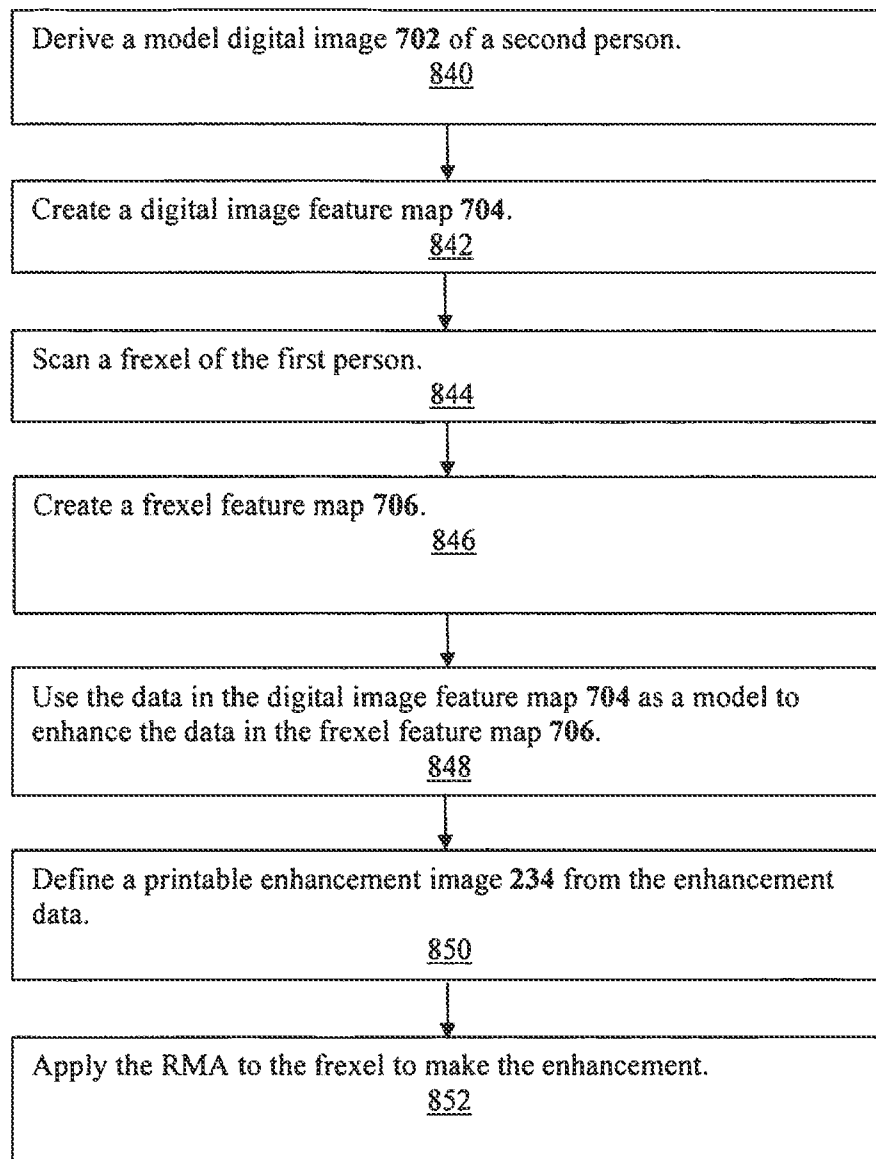 Derive a model digital image 702 of a second person.
840
Create a digital image feature map 704.
842
Scan a frexel of the first person.
844
Create a frexel feature map 706.
846
Use the data in the digital image feature map 704 as a model to
enhance the data in the frexel feature map 706.
848
Define a printable enhancement image 234 from the enhancement
data.
850
Apply the RMA to the frexel to make the enhancement.
852